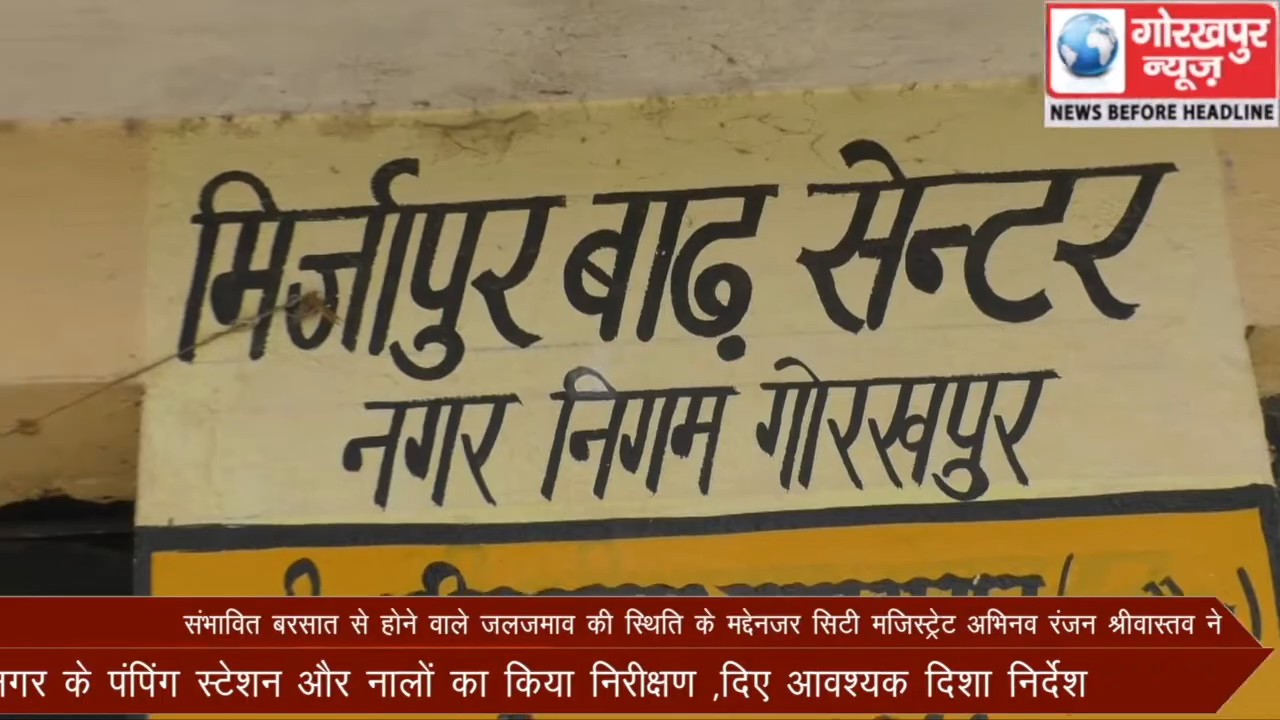 गोरखपुर
न्यूज़
NEWS BEFORE HEADLINE
मिर्जापुर बाढ़ सेन्टर
नगर निगम गोरखपुर
संभावित बरसात से होने वाले जलजमाव की स्थिति के मद्देनजर सिटी मजिस्ट्रेट अभिनव रंजन श्रीवास्तव ने
के पंपिंग स्टेशन और नालों का किया निरीक्षण ,दिए आवश्यक दिशा निर्देश